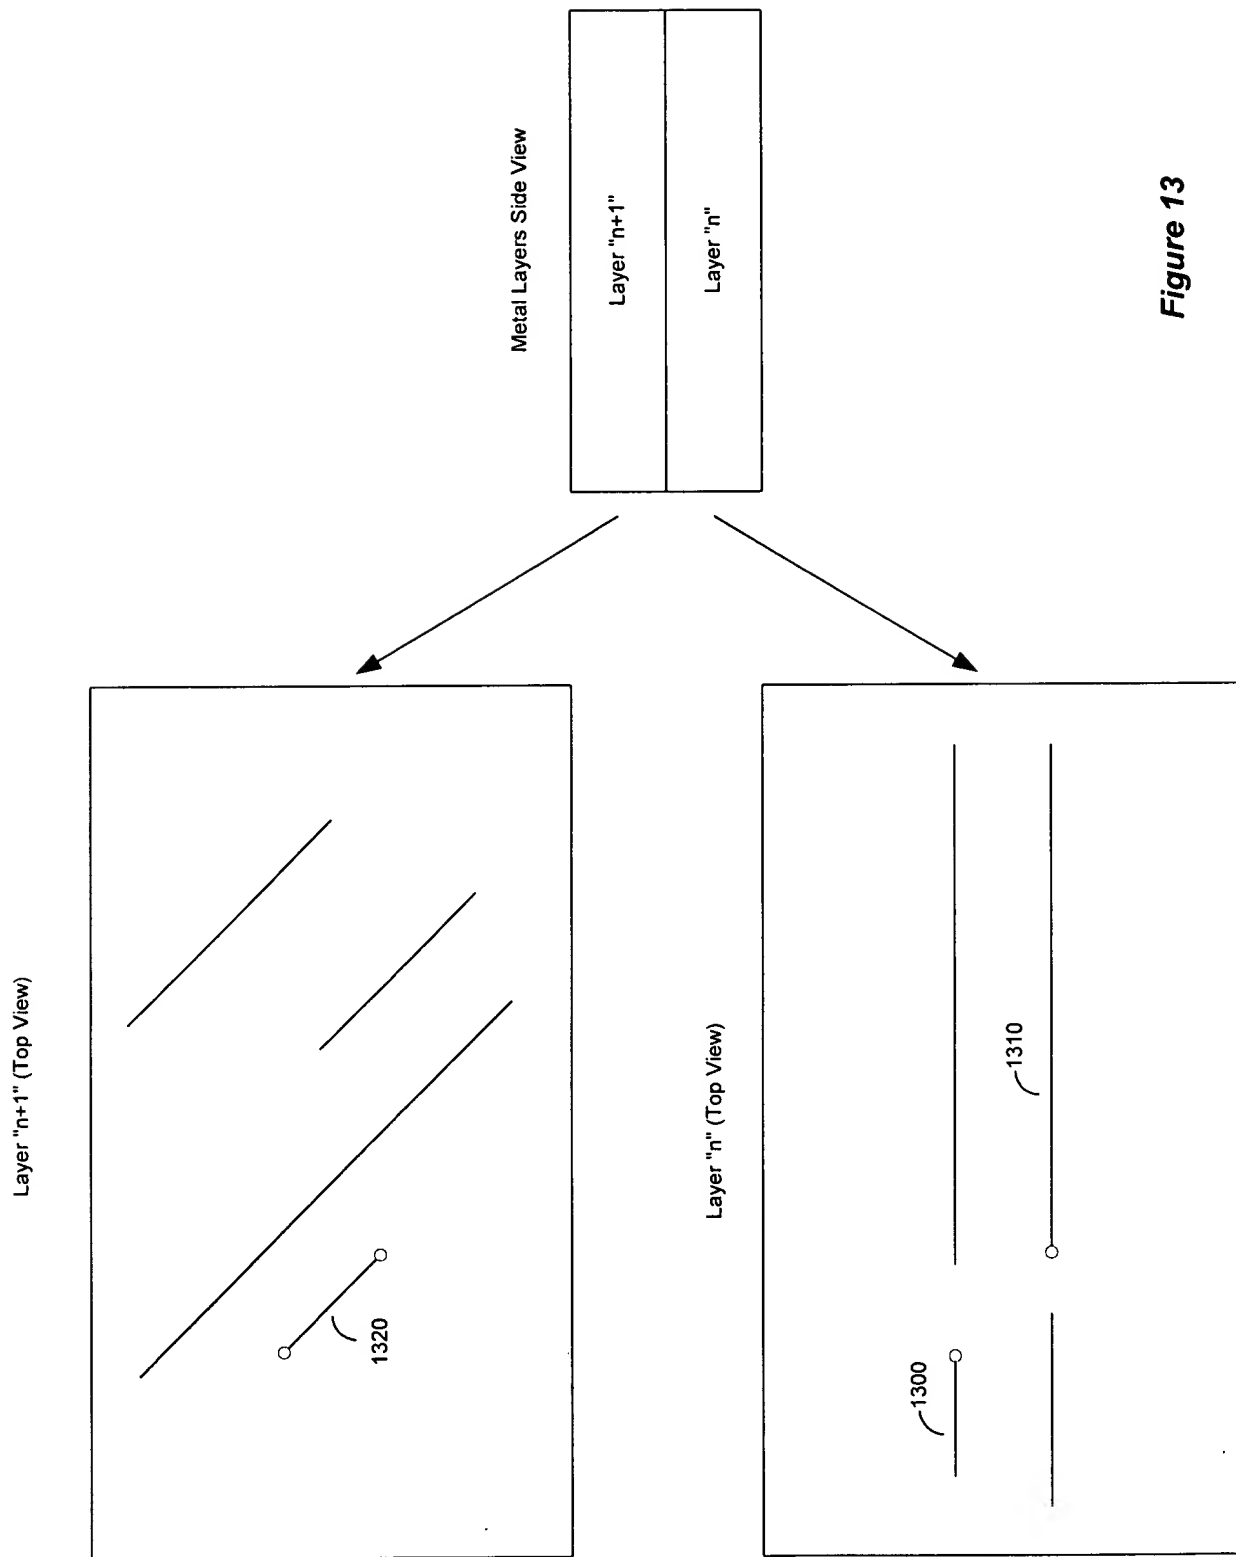 Layer "n+1" (Top View)
1320
Layer "n" (Top View)
1300
1310
Metal Layers Side View
Layer "n+1"
Layer "n"
Figure 13